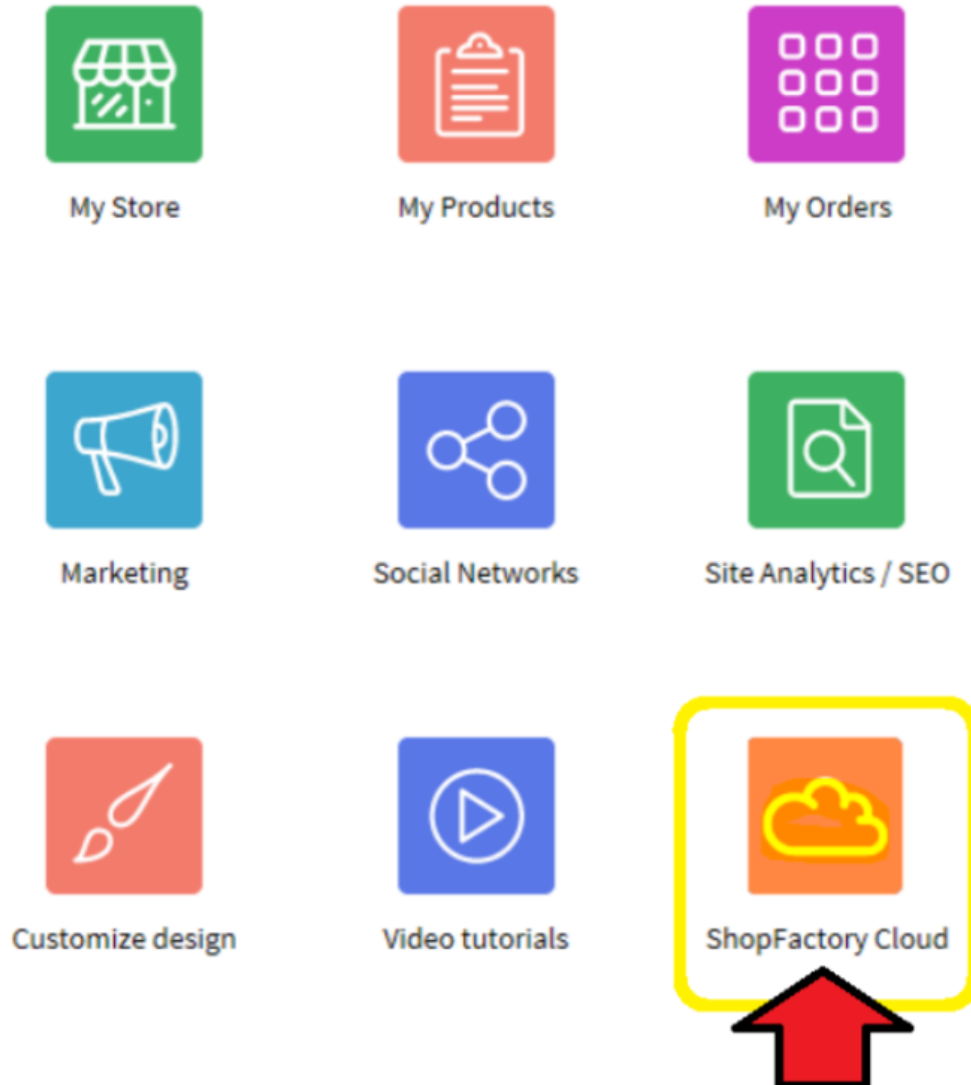 My Store
My Products
My Orders
Marketing
Social Networks
Site Analytics / SEO
Customize design
Video tutorials
ShopFactory Cloud